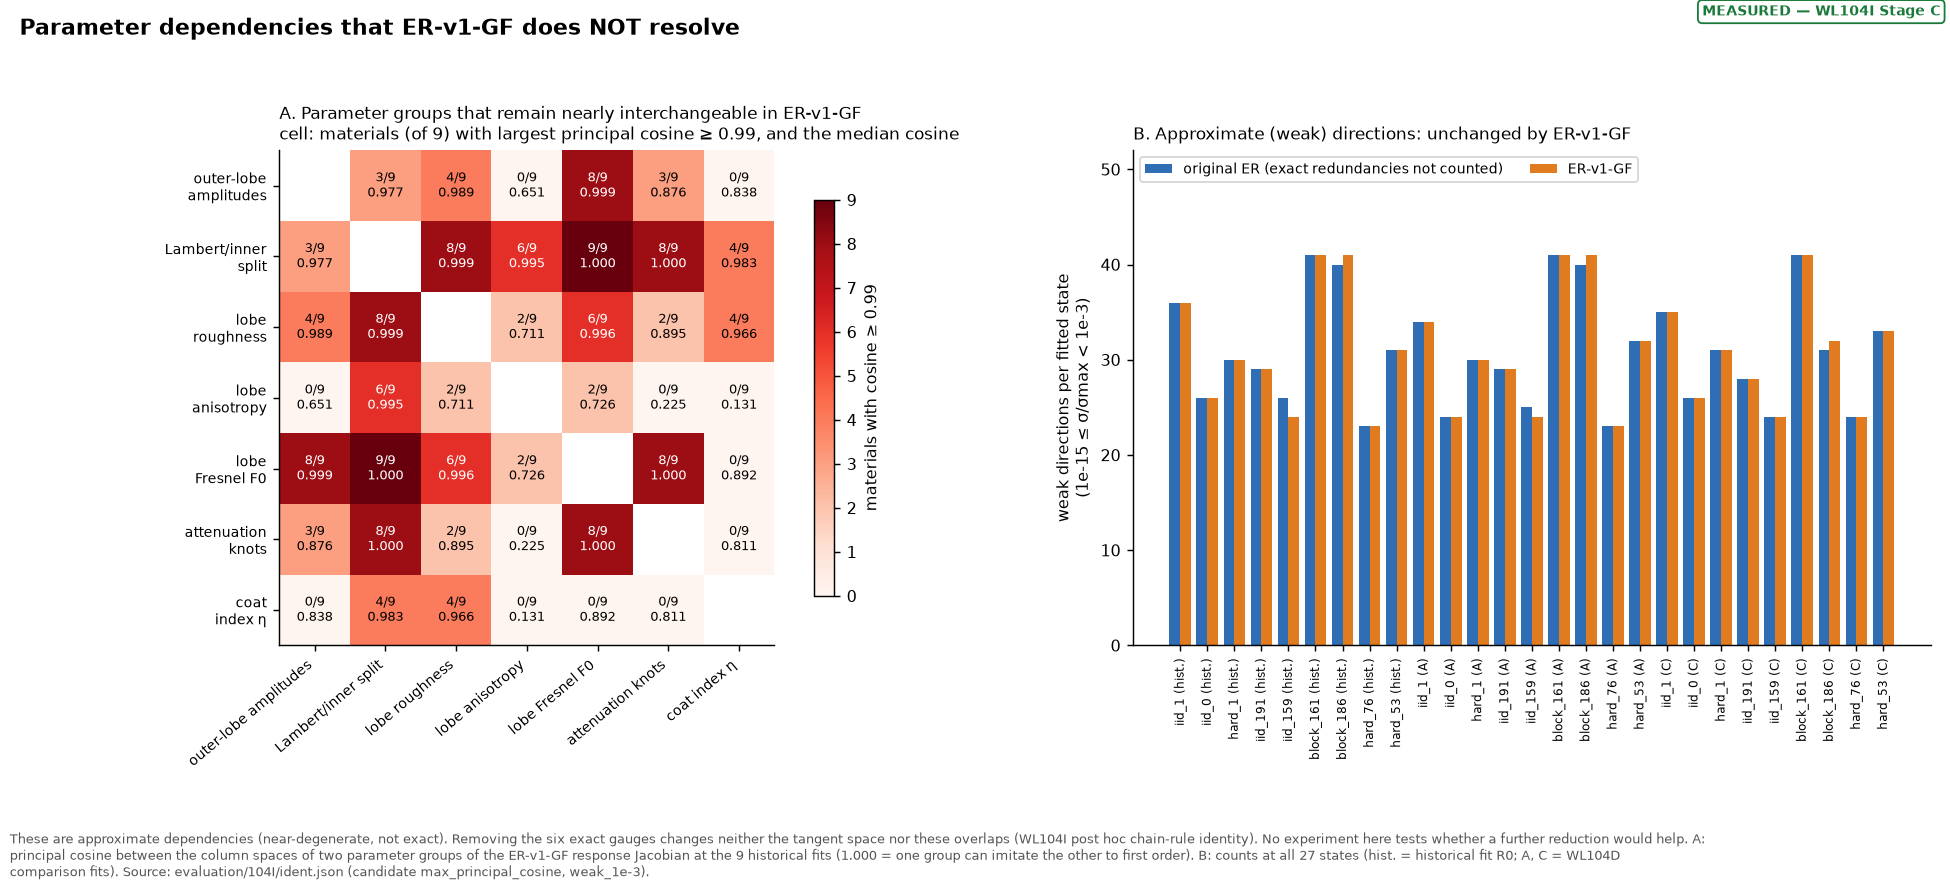 Parameter dependencies that ER-v1-GF does NOT resolve
MEASURED — WL104I Stage C
A. Parameter groups that remain nearly interchangeable in ER-v1-GF
cell: materials (of 9) with largest principal cosine ≥ 0.99, and the median cosine
outer-lobe
amplitudes
3/9 4/9 0/9 8/9 3/9 0/9
0.977 0.989 0.651 0.999 0.876 0.838
Lambert/inner
split
3/9 8/9 6/9 9/9 8/9 4/9
0.977 0.999 0.995 1.000 1.000 0.983
lobe
roughness
4/9 8/9 2/9 6/9 2/9 4/9
0.989 0.999 0.711 0.996 0.895 0.966
lobe
anisotropy
0/9 6/9 2/9 2/9 0/9 0/9
0.651 0.995 0.711 0.726 0.225 0.131
lobe
Fresnel F0
8/9 9/9 6/9 2/9 8/9 0/9
0.999 1.000 0.996 0.726 1.000 0.892
attenuation
knots
3/9 8/9 2/9 0/9 8/9 0/9
0.876 1.000 0.895 0.225 1.000 0.811
coat
index η
0/9 4/9 4/9 0/9 0/9 0/9
0.838 0.983 0.966 0.131 0.892 0.811
outer-lobe amplitudes
Lambert/inner split
lobe roughness
lobe anisotropy
lobe Fresnel F0
attenuation knots
coat index η
9
8
7
6
5
4
3
2
1
0
materials with cosine ≥ 0.99
B. Approximate (weak) directions: unchanged by ER-v1-GF
original ER (exact redundancies not counted)
ER-v1-GF
weak directions per fitted state
(1e-15 ≤ σ/σmax < 1e-3)
50
40
30
20
10
0
iid_1 (hist.)
iid_0 (hist.)
hard_1 (hist.)
iid_191 (hist.)
iid_159 (hist.)
block_161 (hist.)
block_186 (hist.)
hard_76 (hist.)
hard_53 (hist.)
iid_1 (A)
iid_0 (A)
hard_1 (A)
iid_191 (A)
iid_159 (A)
block_161 (A)
block_186 (A)
hard_76 (A)
hard_53 (A)
iid_1 (C)
iid_0 (C)
hard_1 (C)
iid_191 (C)
iid_159 (C)
block_161 (C)
block_186 (C)
hard_76 (C)
hard_53 (C)
These are approximate dependencies (near-degenerate, not exact). Removing the six exact gauges changes neither the tangent space nor these overlaps (WL104I post hoc chain-rule identity). No experiment here tests whether a further reduction would help. A:
principal cosine between the column spaces of two parameter groups of the ER-v1-GF response Jacobian at the 9 historical fits (1.000 = one group can imitate the other to first order). B: counts at all 27 states (hist. = historical fit R0; A, C = WL104D
comparison fits). Source: evaluation/104I/ident.json (candidate max_principal_cosine, weak_1e-3).